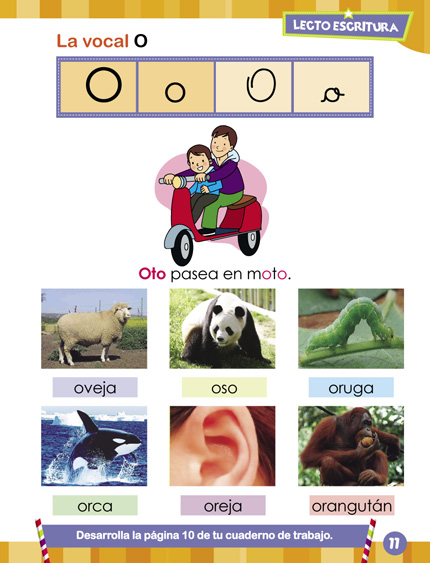 LECTO ESCRITURA
La vocal O
O o O o
Oto pasea en moto.
oveja oso oruga
orca oreja orangután
Desarrolla la página 10 de tu cuaderno de trabajo.
11